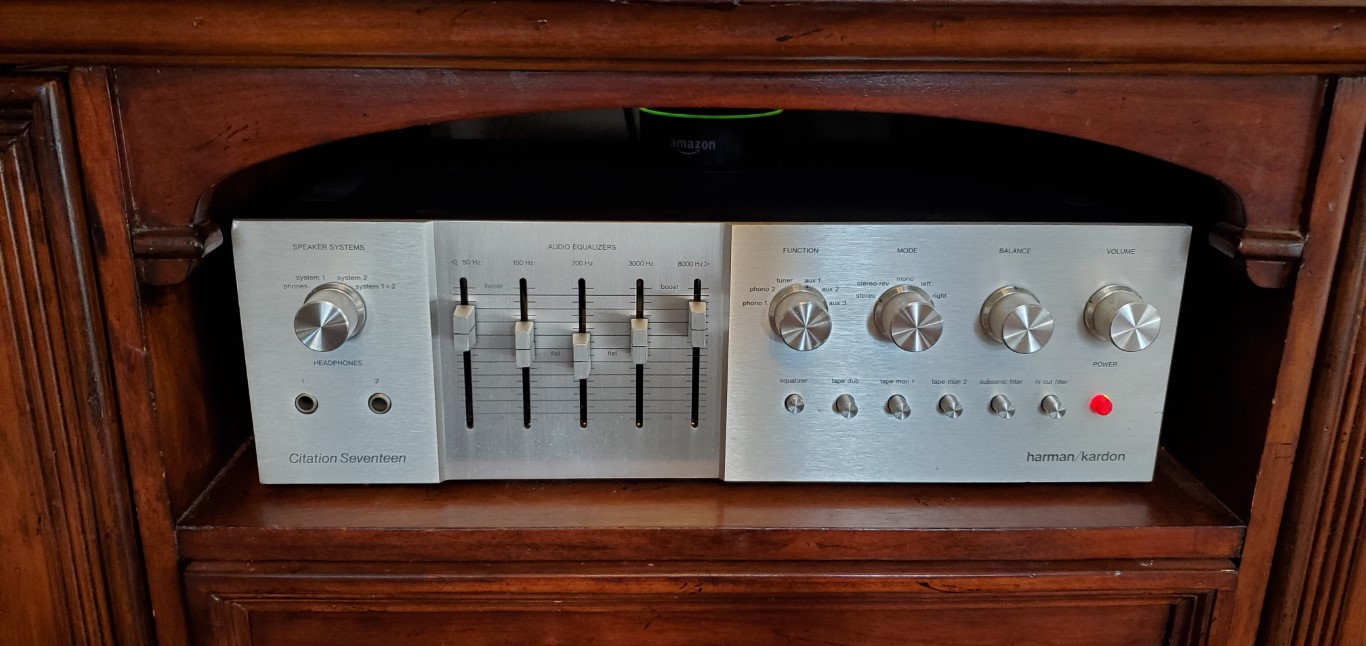 amazon
SPEAKER SYSTEMS
system 1
system 2
phones
system 1 + 2
HEADPHONES
1
2
Citation Seventeen
AUDIO EQUALIZERS
50 Hz
150 Hz
700 Hz
3000 Hz
8000 Hz
boost
boost
flat
flat
FUNCTION
tuner
aux 1
phono 2
aux 2
phono 1
aux 3
MODE
mono
stereo rev
left
stereo
right
BALANCE
VOLUME
POWER
equalizer
tape dub
tape mon 1
tape mon 2
subsonic filter
hi cut filter
harman/kardon